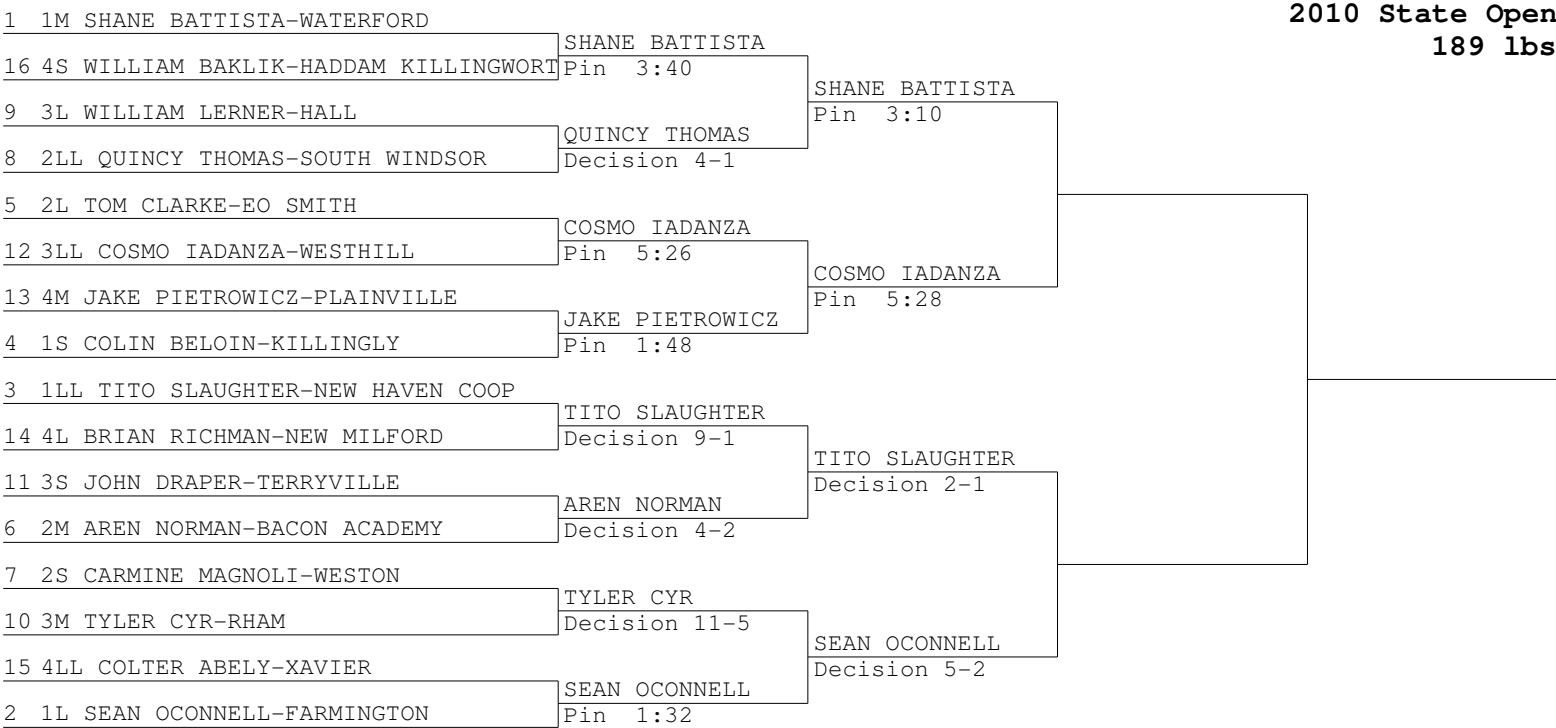 2010 State Open
189 lbs
1 1M SHANE BATTISTA-WATERFORD
16 4S WILLIAM BAKLIK-HADDAM KILLINGWORT
9 3L WILLIAM LERNER-HALL
8 2LL QUINCY THOMAS-SOUTH WINDSOR
5 2L TOM CLARKE-EO SMITH
12 3LL COSMO IADANZA-WESTHILL
13 4M JAKE PIETROWICZ-PLAINVILLE
4 1S COLIN BELOIN-KILLINGLY
3 1LL TITO SLAUGHTER-NEW HAVEN COOP
14 4L BRIAN RICHMAN-NEW MILFORD
11 3S JOHN DRAPER-TERRYVILLE
6 2M AREN NORMAN-BACON ACADEMY
7 2S CARMINE MAGNOLI-WESTON
10 3M TYLER CYR-RHAM
15 4LL COLTER ABELY-XAVIER
2 1L SEAN OCONNELL-FARMINGTON
SHANE BATTISTA
Pin 3:40
QUINCY THOMAS
Decision 4-1
COSMO IADANZA
Pin 5:26
JAKE PIETROWICZ
Pin 1:48
TITO SLAUGHTER
Decision 9-1
AREN NORMAN
Decision 4-2
TYLER CYR
Decision 11-5
SEAN OCONNELL
Pin 1:32
SHANE BATTISTA
Pin 3:10
COSMO IADANZA
Pin 5:28
TITO SLAUGHTER
Decision 2-1
SEAN OCONNELL
Decision 5-2